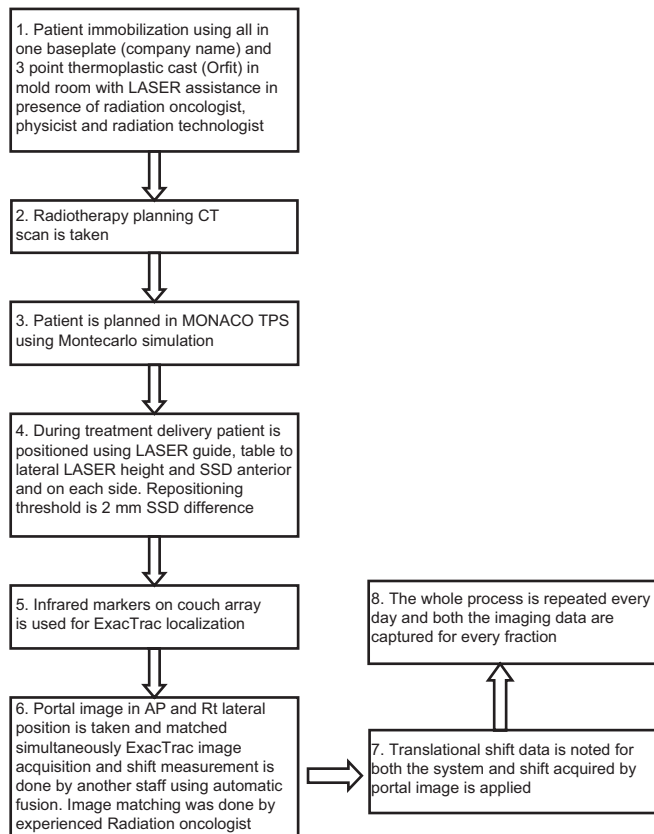 1. Patient immobilization using all in
one baseplate (company name) and
3 point thermoplastic cast (Orfit) in
mold room with LASER assistance in
presence of radiation oncologist,
physicist and radiation technologist
2. Radiotherapy planning CT
scan is taken
3. Patient is planned in MONACO TPS
using Montecarlo simulation
4. During treatment delivery patient is
positioned using LASER guide, table to
lateral LASER height and SSD anterior
and on each side. Repositioning
threshold is 2 mm SSD difference
5. Infrared markers on couch array
is used for ExacTrac localization
6. Portal image in AP and Rt lateral
position is taken and matched
simultaneously ExacTrac image
acquisition and shift measurement is
done by another staff using automatic
fusion. Image matching was done by
experienced Radiation oncologist
7. Translational shift data is noted for
both the system and shift acquired by
portal image is applied
8. The whole process is repeated every
day and both the imaging data are
captured for every fraction